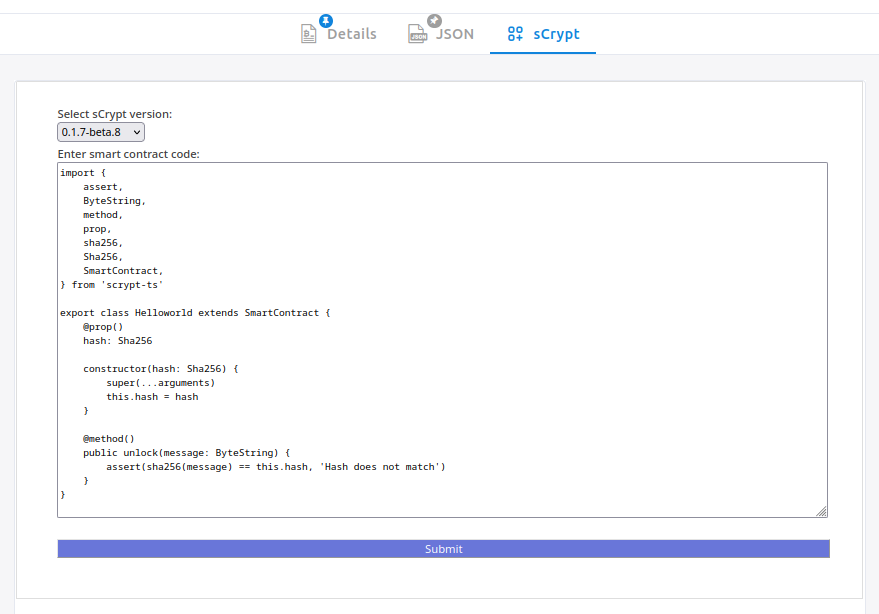 Details
JSON
sCrypt
Select sCrypt version:
0.1.7-beta.8
Enter smart contract code:
import {
    assert,
    ByteString,
    method,
    prop,
    sha256,
    Sha256,
    SmartContract,
} from 'scrypt-ts'

export class Helloworld extends SmartContract {
    @prop()
    hash: Sha256

    constructor(hash: Sha256) {
        super(...arguments)
        this.hash = hash
    }

    @method()
    public unlock(message: ByteString) {
        assert(sha256(message) == this.hash, 'Hash does not match')
    }
}
Submit